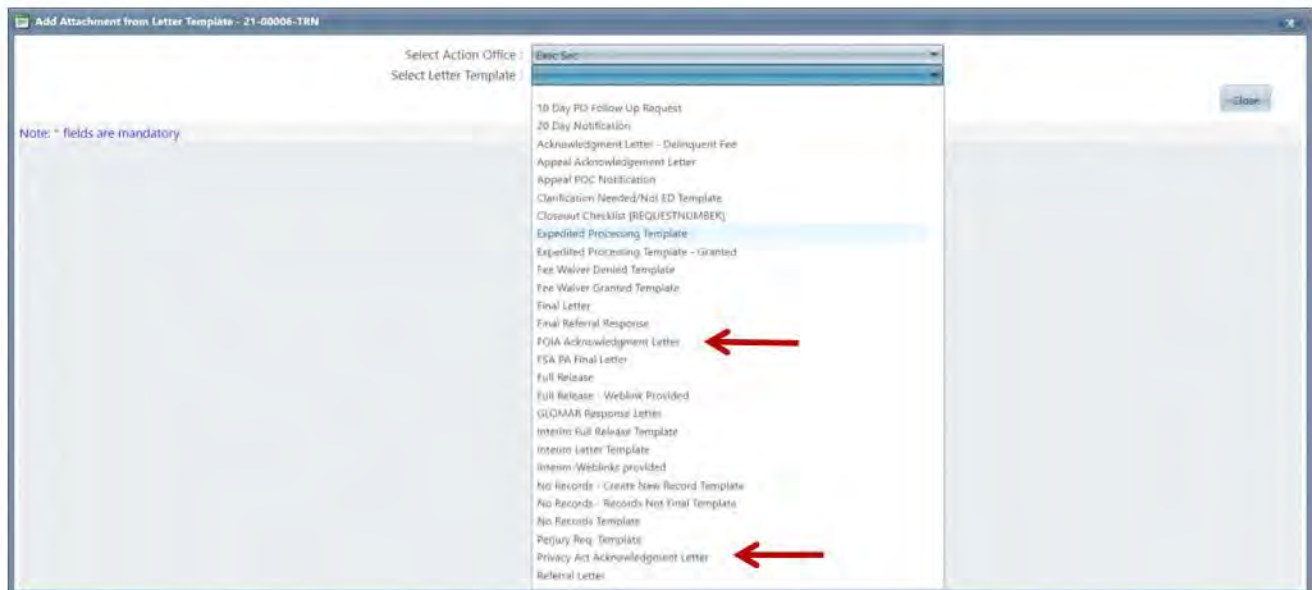 Add Attachment from Letter Template - 21-00006-TRN
Select Action Office : Exec Sec
Select Letter Template :
Close
10 Day PO Follow Up Request
Note: * fields are mandatory
20 Day Notification
Acknowledgment Letter - Delinquent Fee
Appeal Acknowledgement Letter
Appeal POC Notification
Clarification Needed/Not ED Template
Closeout Checklist [REQUESTNUMBER]
Expedited Processing Template
Expedited Processing Template - Granted
Fee Waiver Denied Template
Fee Waiver Granted Template
Final Letter
Final Referral Response
FOIA Acknowledgment Letter
FSA PA Final Letter
Full Release
Full Release - Weblink Provided
GLOMAR Response Letter
Interim Full Release Template
Interim Letter Template
Interim-Weblinks provided
No Records - Create New Record Template
No Records - Records Not Final Template
No Records Template
Perjury Req. Template
Privacy Act Acknowledgment Letter
Referral Letter